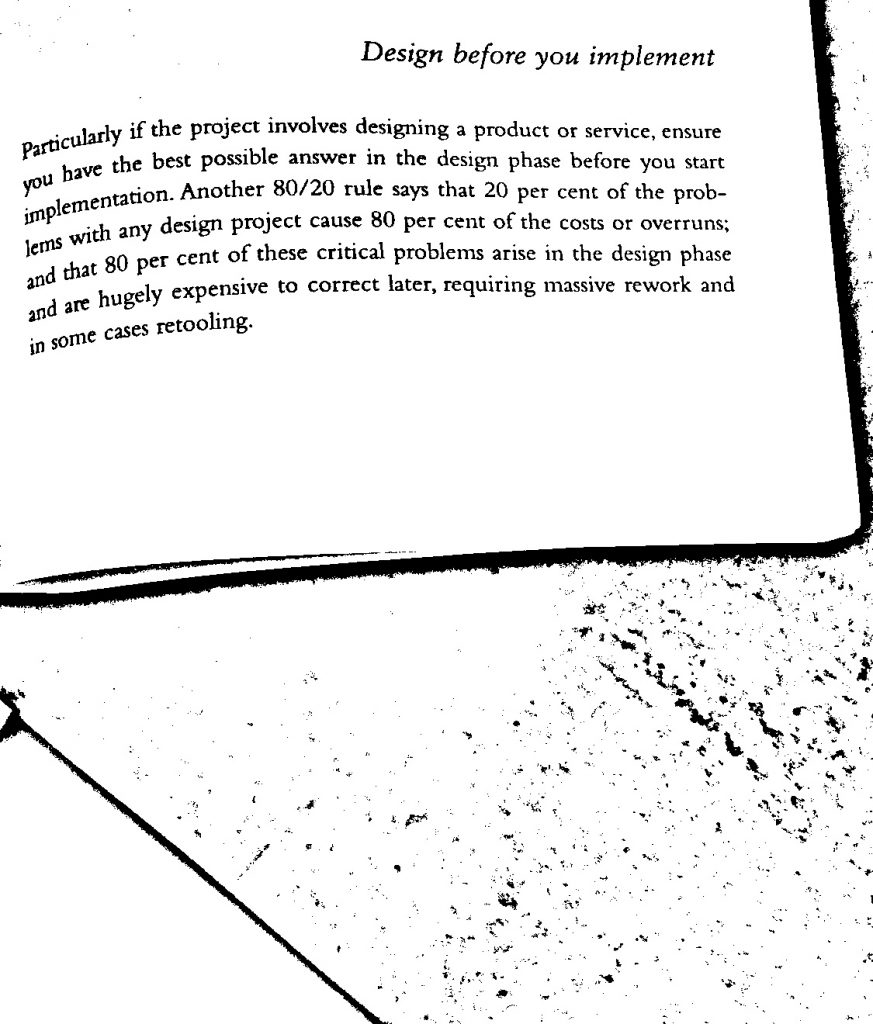 Design before you implement
Particularly if the project involves designing a product or service, ensure
you have the best possible answer in the design phase before you start
implementation. Another 80/20 rule says that 20 per cent of the prob-
lems with any design project cause 80 per cent of the costs or overruns;
and that 80 per cent of these critical problems arise in the design phase
and are hugely expensive to correct later, requiring massive rework and
in some cases retooling.